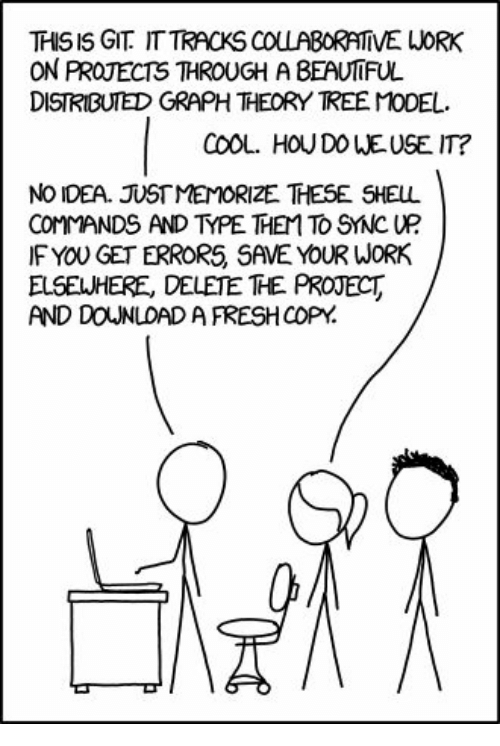 THIS IS GIT. IT TRACKS COLLABORATIVE WORK
ON PROJECTS THROUGH A BEAUTIFUL
DISTRIBUTED GRAPH THEORY TREE MODEL.
COOL. HOW DO WE USE IT?
NO IDEA. JUST MEMORIZE THESE SHELL
COMMANDS AND TYPE THEM TO SYNC UP.
IF YOU GET ERRORS, SAVE YOUR WORK
ELSEWHERE, DELETE THE PROJECT,
AND DOWNLOAD A FRESH COPY.